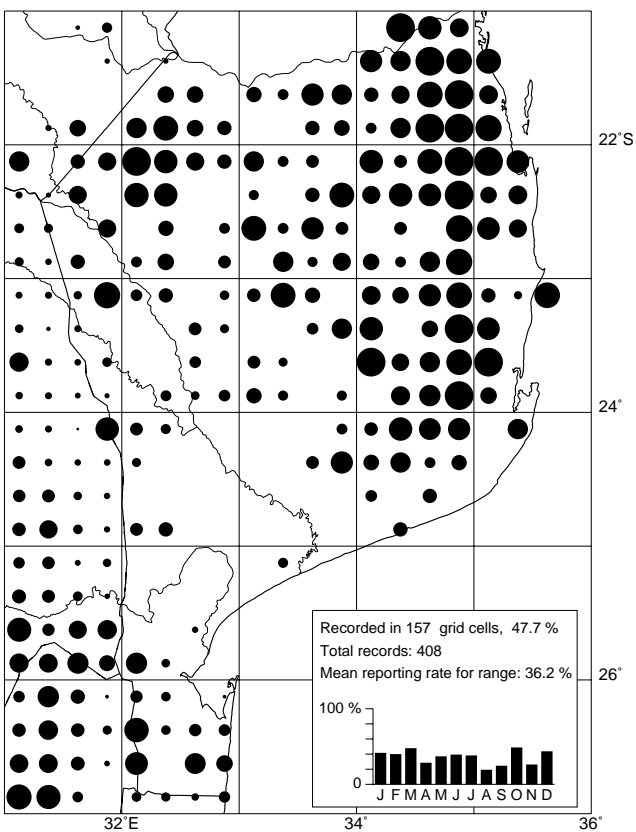 22˚S
24˚
Recorded in 157 grid cells, 47.7 %
Total records: 408
Mean reporting rate for range: 36.2 %
26˚
100 %
0
J F M A M J J A S O N D
32˚E
34˚
36˚